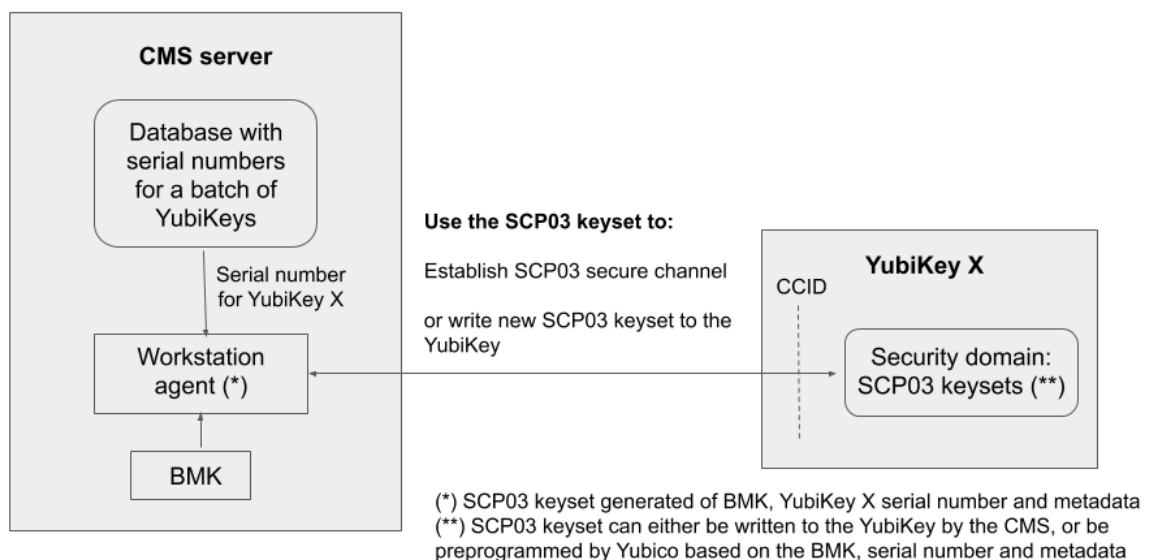 CMS server
Database with
serial numbers
for a batch of
YubiKeys
Serial number
for YubiKey X
Workstation
agent (*)
BMK
Use the SCP03 keyset to:
Establish SCP03 secure channel
or write new SCP03 keyset to the
YubiKey
YubiKey X
CCID
Security domain:
SCP03 keysets (**)
(*) SCP03 keyset generated of BMK, YubiKey X serial number and metadata
(**) SCP03 keyset can either be written to the YubiKey by the CMS, or be
preprogrammed by Yubico based on the BMK, serial number and metadata